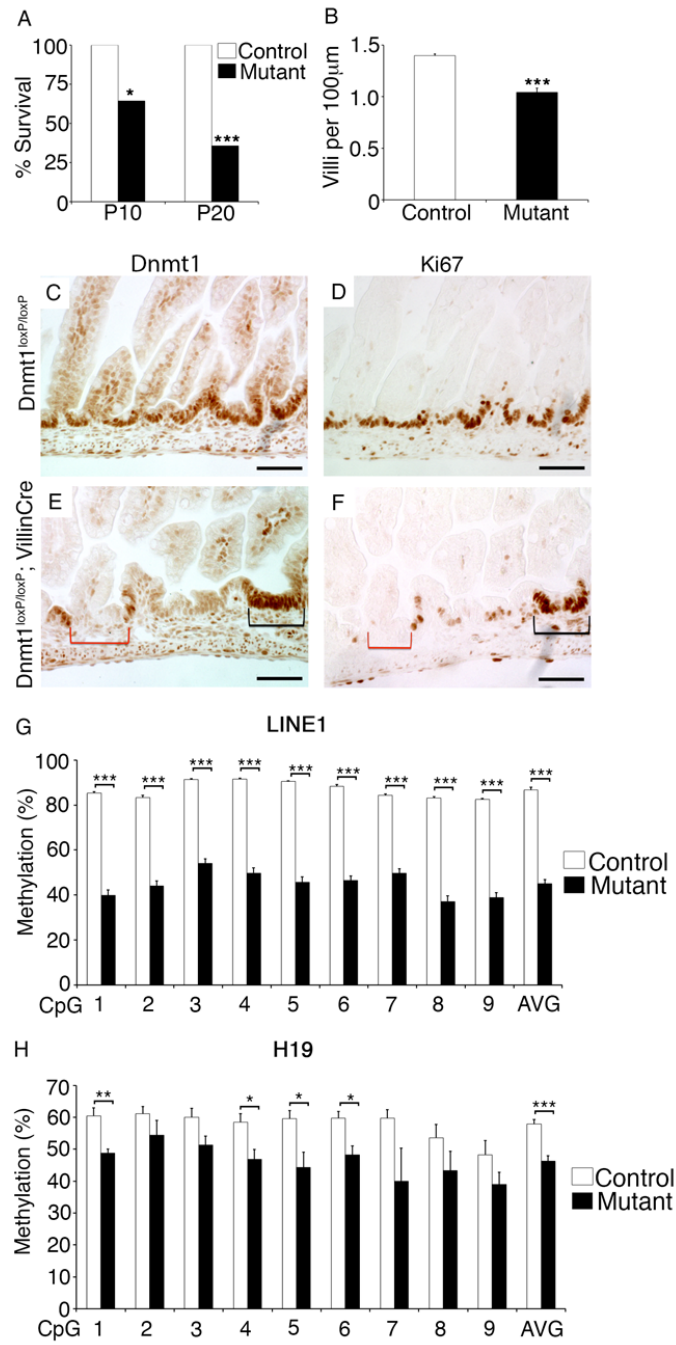 A
% Survival
100
75
50
25
0
* ***
P10 P20
Control
Mutant
B
Villi per 100µm
1.5
1.0
0.5
0
***
Control Mutant
Dnmt1 Ki67
Dnmt1loxP/loxP
C D
Dnmt1loxP/loxP; VillinCre
E F
G LINE1
Methylation (%)
100
80
60
40
20
0
*** *** *** *** *** *** *** *** *** ***
CpG 1 2 3 4 5 6 7 8 9 AVG
Control
Mutant
H H19
Methylation (%)
70
60
50
40
30
20
10
0
** * * * ***
CpG 1 2 3 4 5 6 7 8 9 AVG
Control
Mutant